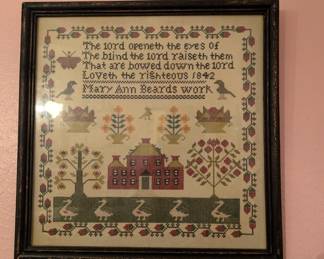 The lord openeth the eyes of
The blind the lord raiseth them
That are bowed down the lord
Loveth the righteous 1842
Mary Ann Beards work